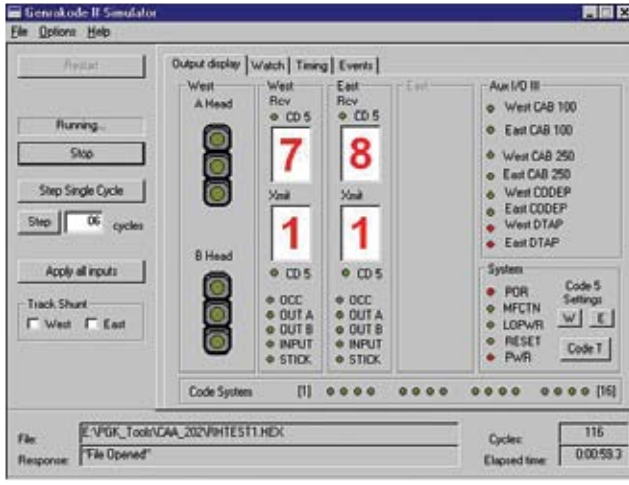 Genrakode II Simulator
File Options Help
Restart
Running...
Stop
Step Single Cycle
Step 06 cycles
Apply all inputs
Track Shunt
West East
Output display Watch Timing Events
West
A Head
B Head
West
Rcv
CD 5
7
Xmit
1
CD 5
OCC
OUT A
OUT B
INPUT
STICK
East
Rcv
CD 5
8
Xmit
1
CD 5
OCC
OUT A
OUT B
INPUT
STICK
East
Aux I/O III
West CAB 100
East CAB 100
West CAB 250
East CAB 250
West CODEP
East CODEP
West DTAP
East DTAP
System
POR
MFCTN
LOPWR
RESET
PWR
Code 5
Settings
W E
Code T
Code System [1] [16]
File: E:\PGK_Tools\CAA_202\RHTEST1.HEX
Response: "File Opened"
Cycles: 116
Elapsed time: 0:00:59.3